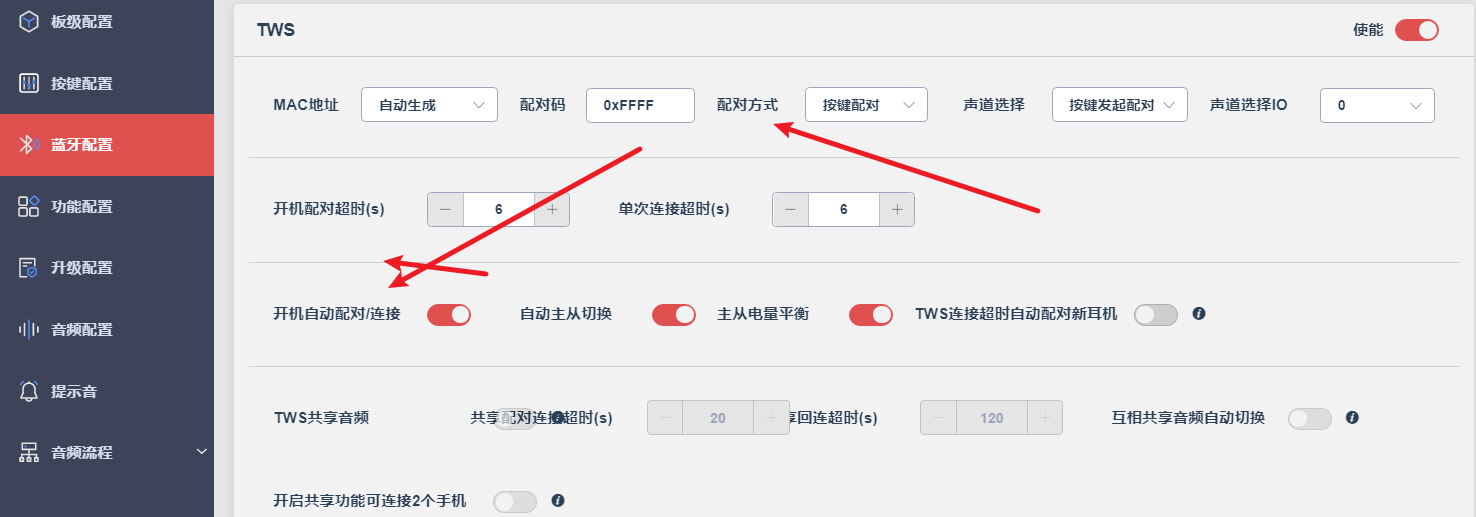 板级配置
按键配置
蓝牙配置
功能配置
升级配置
音频配置
提示音
音频流程
TWS 使能
MAC地址 自动生成 配对码 0xFFFF 配对方式 按键配对 声道选择 按键发起配对 声道选择IO 0
开机配对超时(s) 6 单次连接超时(s) 6
开机自动配对/连接 自动主从切换 主从电量平衡 TWS连接超时自动配对新耳机
TWS共享音频 共享配对连接超时(s) 20 享回连超时(s) 120 互相共享音频自动切换
开启共享功能可连接2个手机